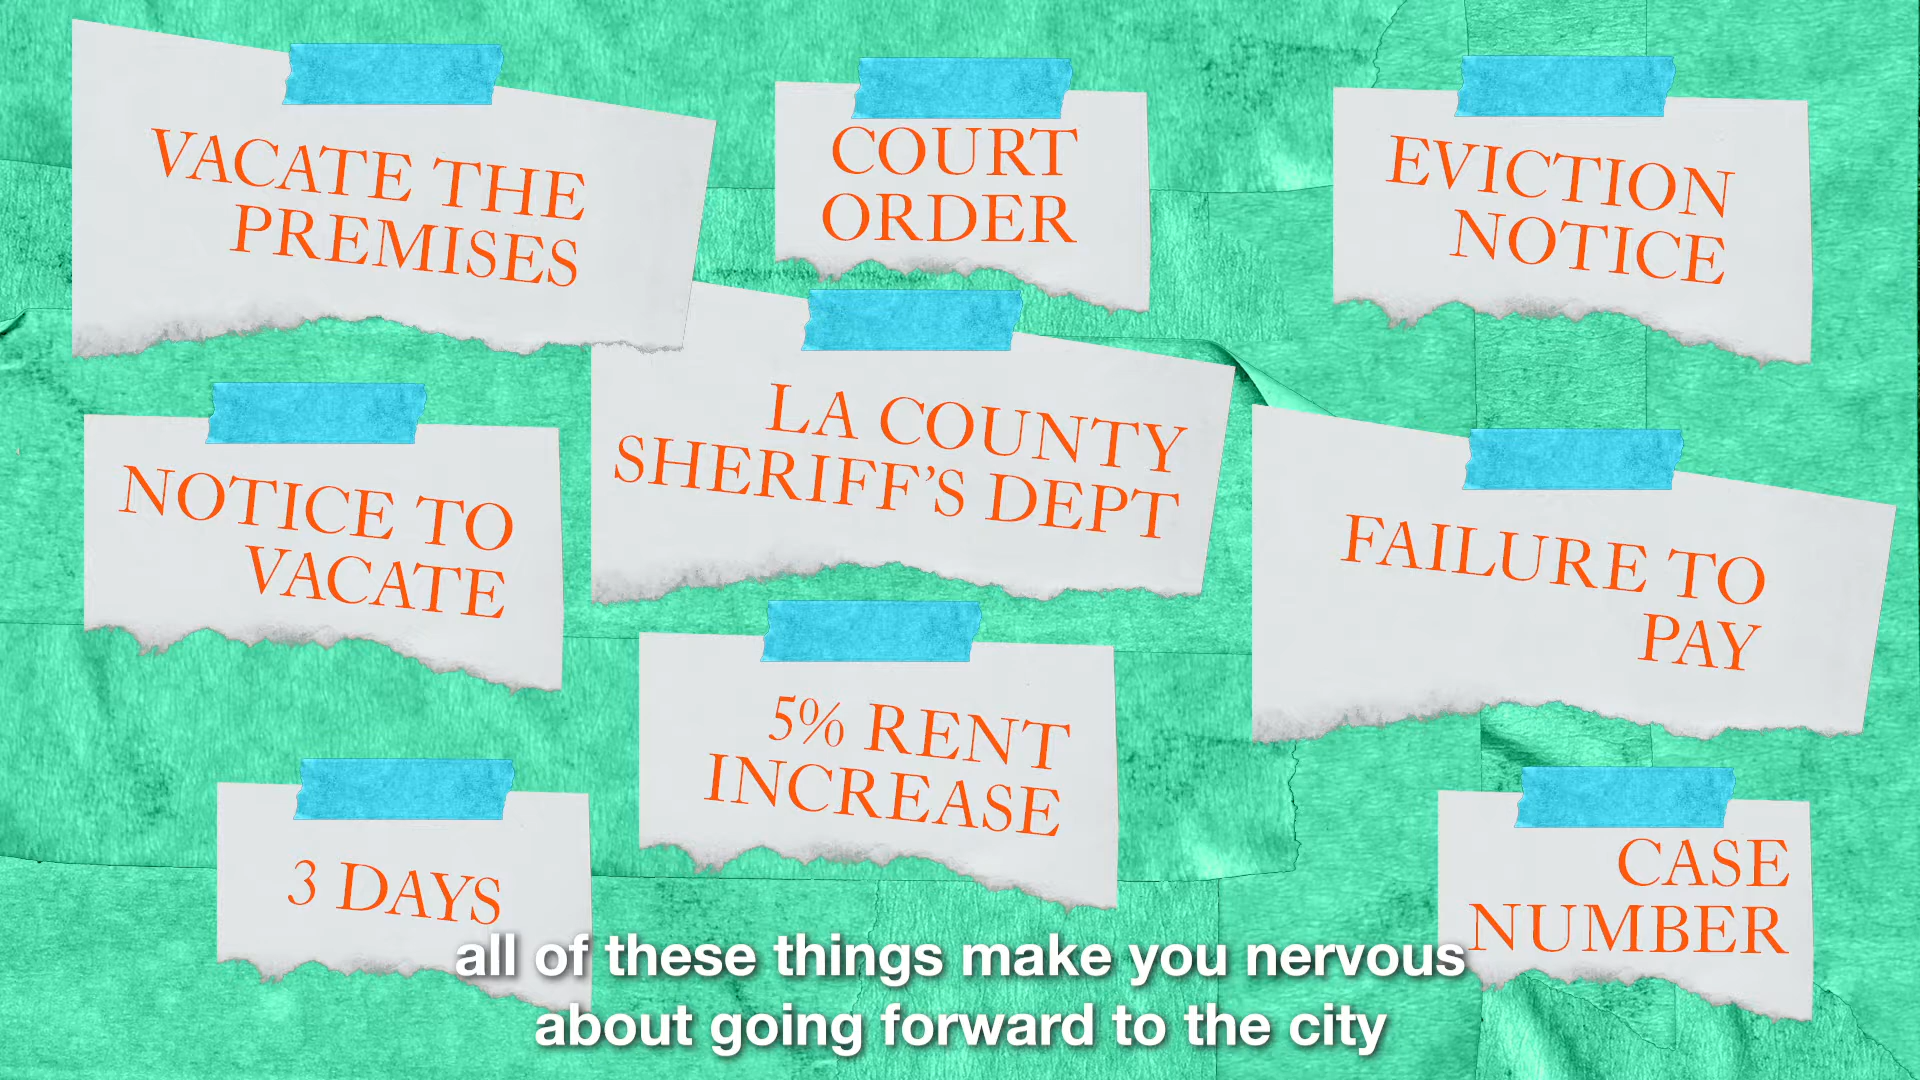 VACATE THE
PREMISES
COURT
ORDER
EVICTION
NOTICE
NOTICE TO
VACATE
LA COUNTY
SHERIFF'S DEPT
FAILURE TO
PAY
5% RENT
INCREASE
3 DAYS
CASE
NUMBER
all of these things make you nervous
about going forward to the city